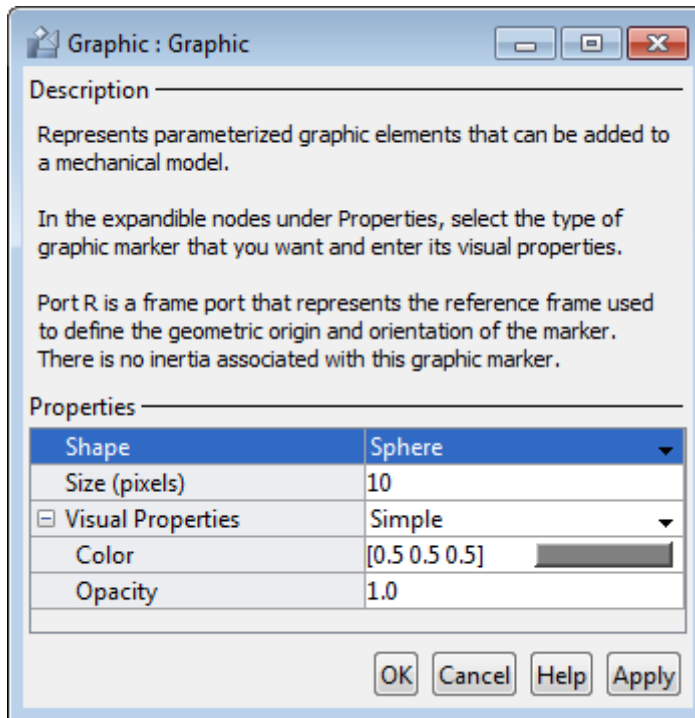 Graphic : Graphic
Description
Represents parameterized graphic elements that can be added to
a mechanical model.
In the expandible nodes under Properties, select the type of
graphic marker that you want and enter its visual properties.
Port R is a frame port that represents the reference frame used
to define the geometric origin and orientation of the marker.
There is no inertia associated with this graphic marker.
Properties
Shape Sphere
Size (pixels) 10
Visual Properties Simple
Color [0.5 0.5 0.5]
Opacity 1.0
OK Cancel Help Apply